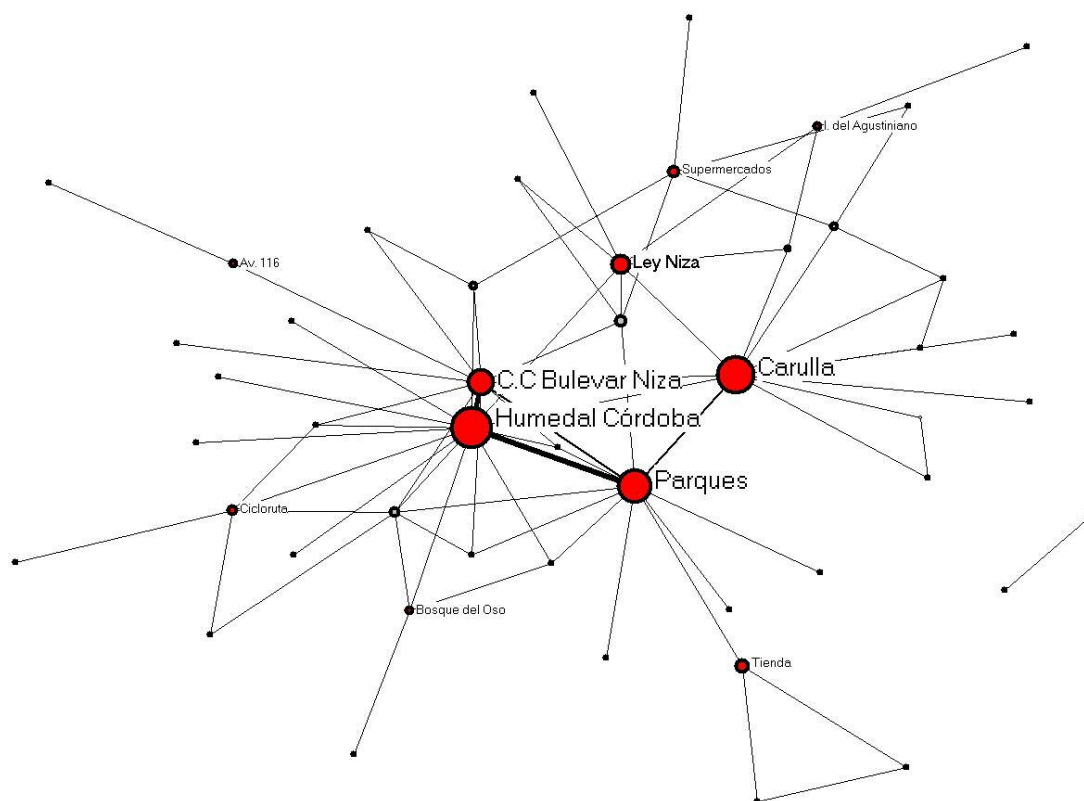 J. del Agustiniano
Supermercados
Av. 116
Ley Niza
Carulla
C.C Bulevar Niza
Humedal Córdoba
Parques
Cicloruta
Bosque del Oso
Tienda